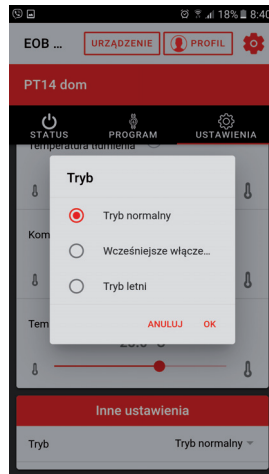 18% 8:40
EOB ... URZĄDZENIE PROFIL
PT14 dom
STATUS PROGRAM USTAWIENIA
Temperatura tłumienia
Tryb
Tryb normalny
Kom
Wcześniejsze włącze...
Tryb letni
Tem
ANULUJ OK
Inne ustawienia
Tryb Tryb normalny